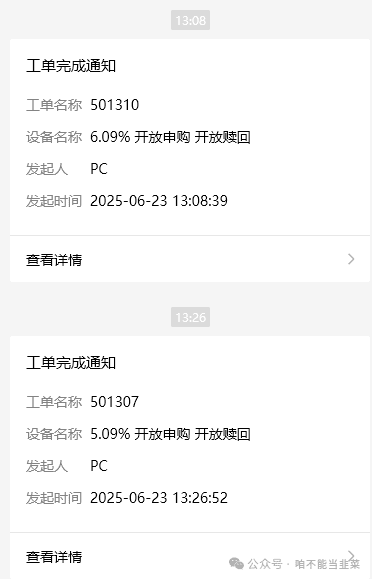 13:08
工单完成通知
工单名称 501310
设备名称 6.09% 开放申购 开放赎回
发起人 PC
发起时间 2025-06-23 13:08:39
查看详情
13:26
工单完成通知
工单名称 501307
设备名称 5.09% 开放申购 开放赎回
发起人 PC
发起时间 2025-06-23 13:26:52
查看详情
公众号 · 咱不能当韭菜